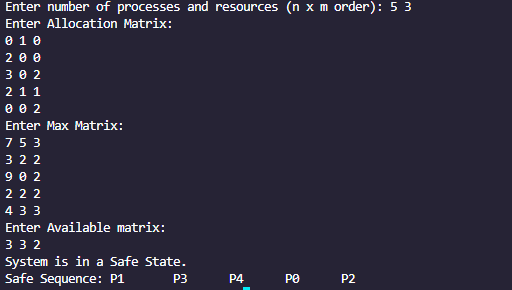 Enter number of processes and resources (n x m order): 5 3
Enter Allocation Matrix:
0 1 0
2 0 0
3 0 2
2 1 1
0 0 2
Enter Max Matrix:
7 5 3
3 2 2
9 0 2
2 2 2
4 3 3
Enter Available matrix:
3 3 2
System is in a Safe State.
Safe Sequence: P1 P3 P4 P0 P2